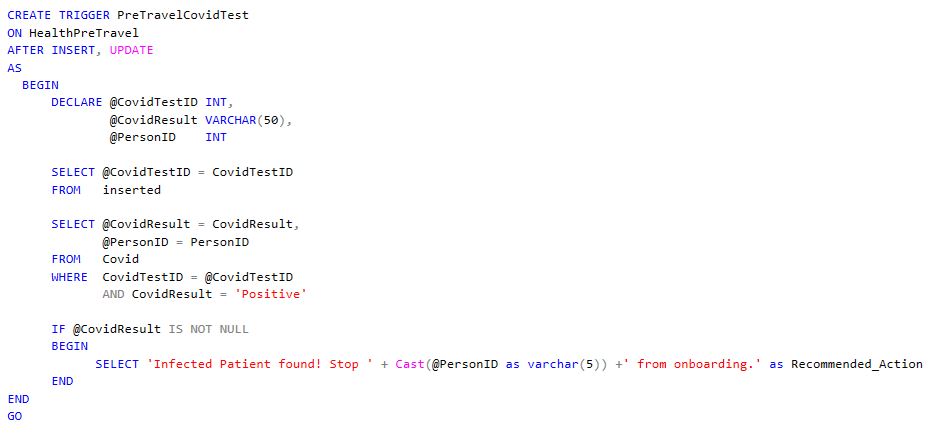 CREATE TRIGGER PreTravelCovidTest
ON HealthPreTravel
AFTER INSERT, UPDATE
AS
  BEGIN
      DECLARE @CovidTestID INT,
              @CovidResult VARCHAR(50),
              @PersonID    INT

      SELECT @CovidTestID = CovidTestID
      FROM   inserted

      SELECT @CovidResult = CovidResult,
             @PersonID = PersonID
      FROM   Covid
      WHERE  CovidTestID = @CovidTestID
             AND CovidResult = 'Positive'

      IF @CovidResult IS NOT NULL
      BEGIN
            SELECT 'Infected Patient found! Stop ' + Cast(@PersonID as varchar(5)) +' from onboarding.' as Recommended_Action
      END
END
GO